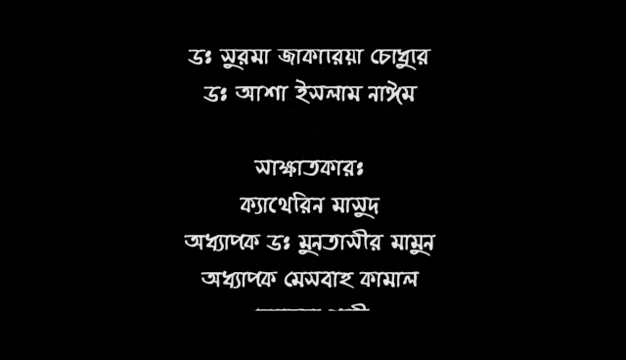 ডঃ সুরমা জাকারিয়া চৌধুরি
ডঃ আশা ইসলাম নাঈম
সাক্ষাতকারঃ
ক্যাথেরিন মাসুদ
অধ্যাপক ডঃ মুনতাসীর মামুন
অধ্যাপক মেসবাহ কামাল